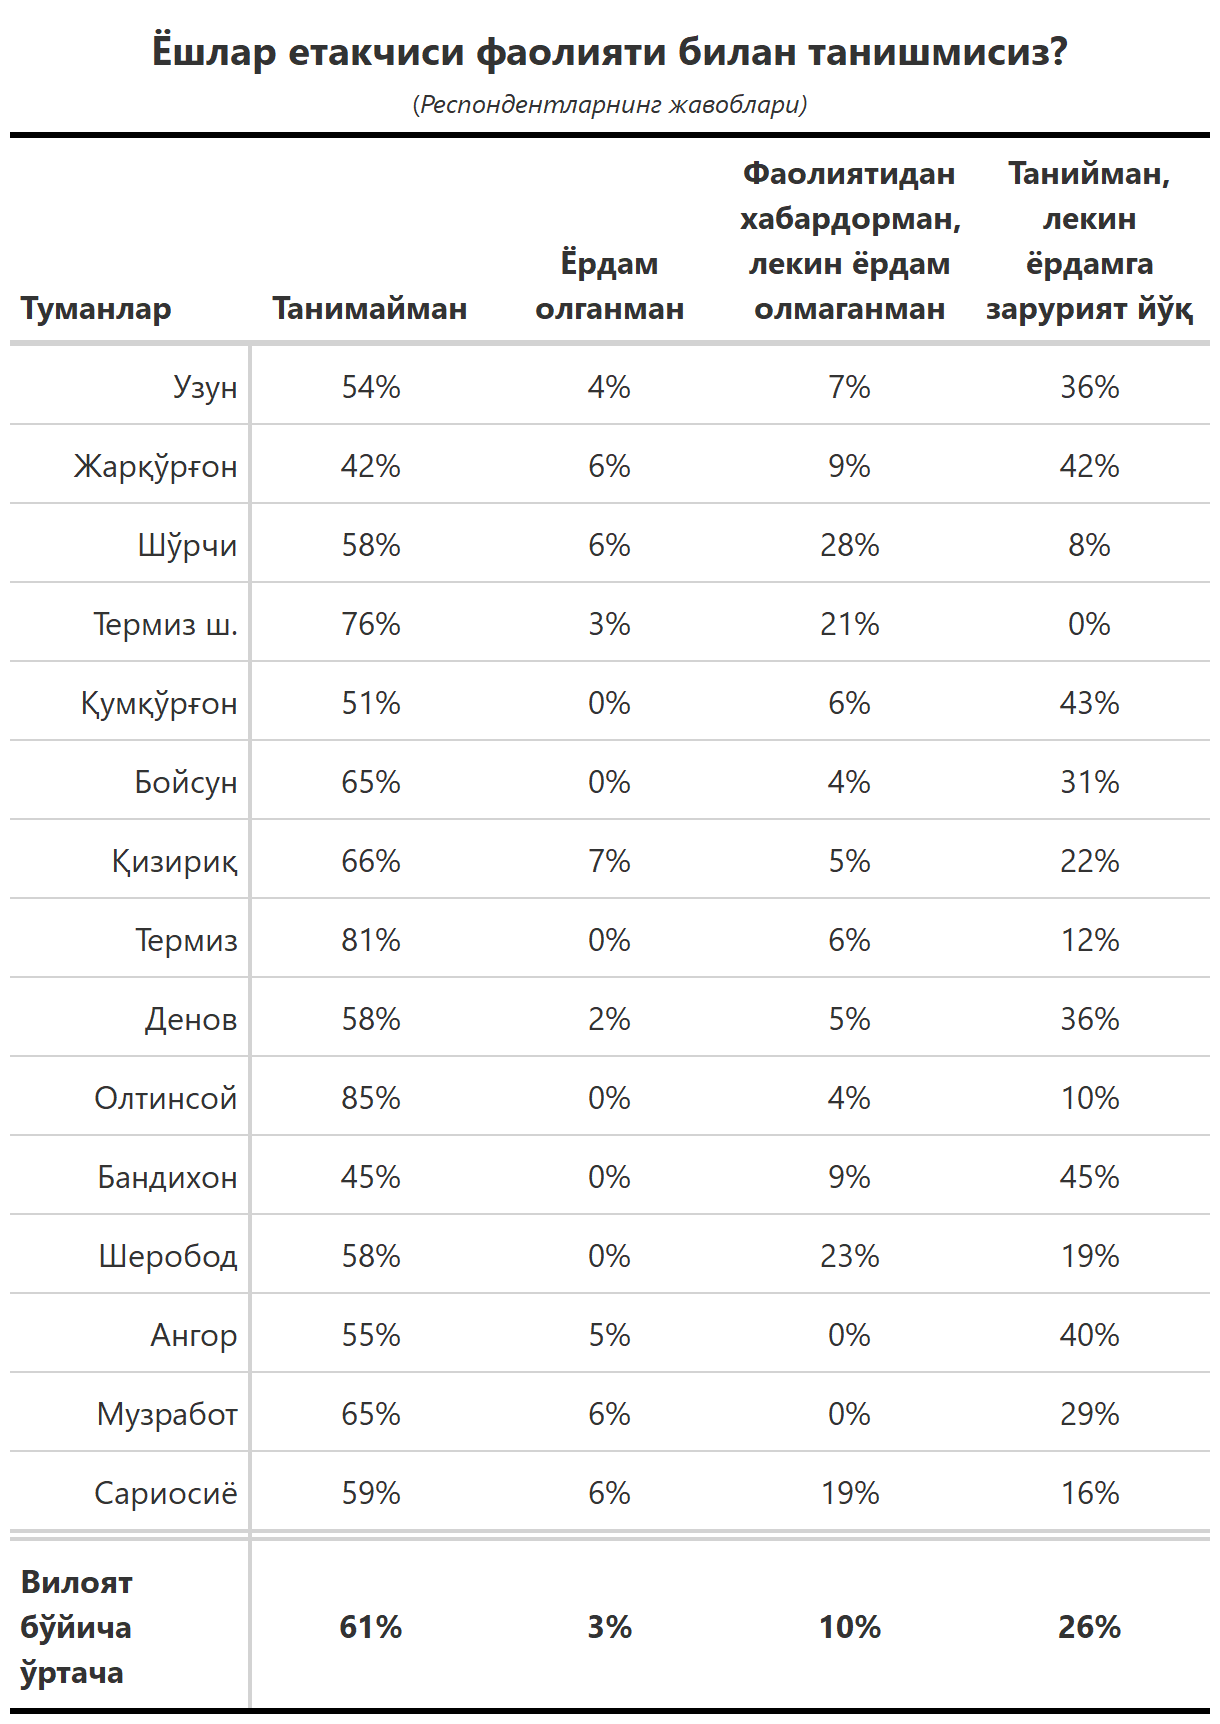 Ёшлар етакчиси фаолияти билан танишмисиз?
(Респондентларнинг жавоблари)
Туманлар Танимайман Ёрдам олганман Фаолиятидан хабардорман, лекин ёрдам олмаганман Танийман, лекин ёрдамга зарурият йўқ
Узун 54% 4% 7% 36%
Жарқўрғон 42% 6% 9% 42%
Шўрчи 58% 6% 28% 8%
Термиз ш. 76% 3% 21% 0%
Қумқўрғон 51% 0% 6% 43%
Бойсун 65% 0% 4% 31%
Қизириқ 66% 7% 5% 22%
Термиз 81% 0% 6% 12%
Денов 58% 2% 5% 36%
Олтинсой 85% 0% 4% 10%
Бандихон 45% 0% 9% 45%
Шеробод 58% 0% 23% 19%
Ангор 55% 5% 0% 40%
Музработ 65% 6% 0% 29%
Сариосиё 59% 6% 19% 16%
Вилоят бўйича ўртача 61% 3% 10% 26%